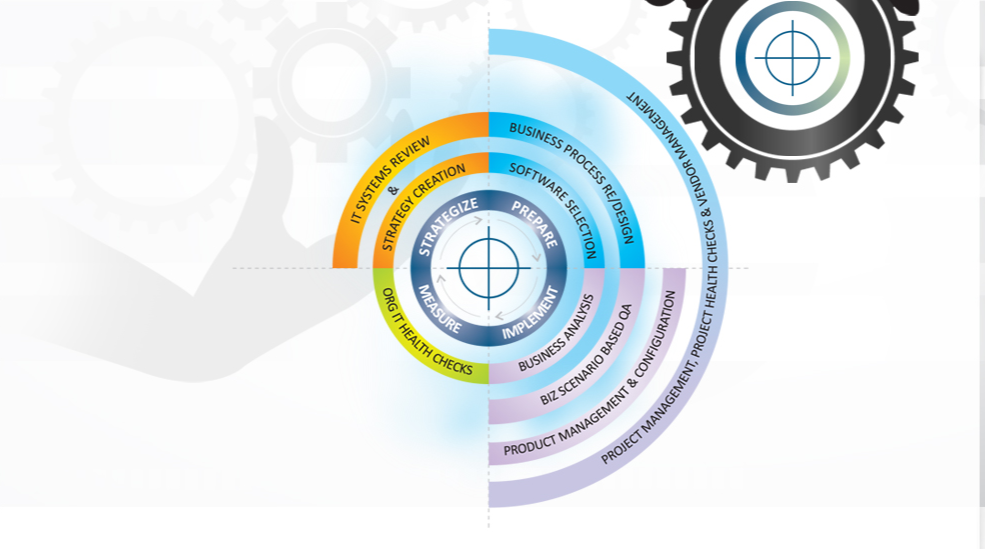 IT SYSTEMS REVIEW
&
STRATEGY CREATION
BUSINESS PROCESS RE/DESIGN
SOFTWARE SELECTION
STRATEGIZE
PREPARE
IMPLEMENT
MEASURE
ORG IT HEALTH CHECKS
BUSINESS ANALYSIS
BIZ SCENARIO BASED QA
PRODUCT MANAGEMENT & CONFIGURATION
PROJECT MANAGEMENT, PROJECT HEALTH CHECKS & VENDOR MANAGEMENT